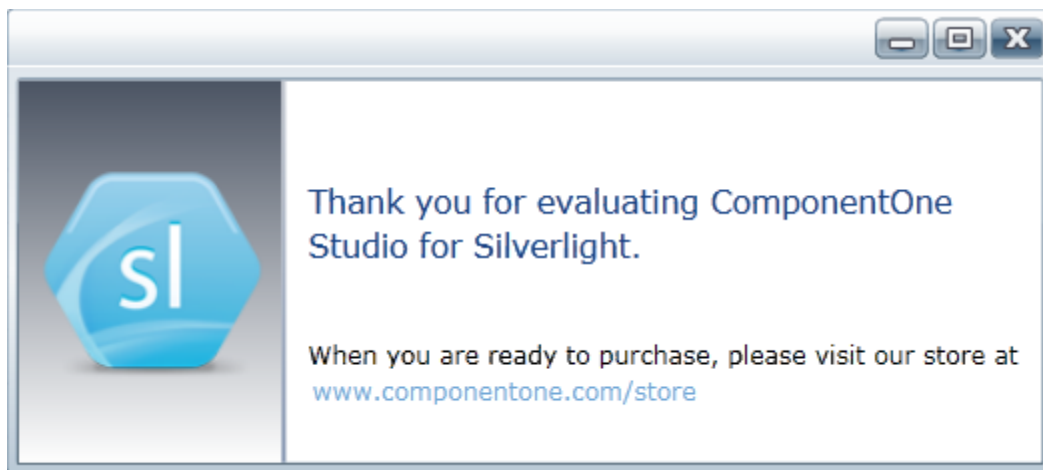 sl
Thank you for evaluating ComponentOne
Studio for Silverlight.
When you are ready to purchase, please visit our store at
www.componentone.com/store